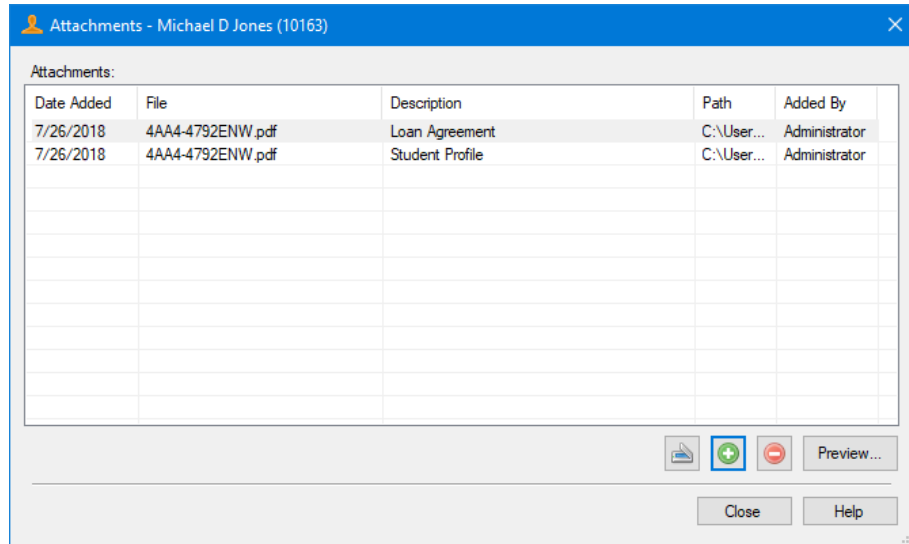 Attachments - Michael D Jones (10163)
Attachments:
Date Added File Description Path Added By
7/26/2018 4AA4-4792ENW.pdf Loan Agreement C:\User... Administrator
7/26/2018 4AA4-4792ENW.pdf Student Profile C:\User... Administrator
Preview...
Close Help